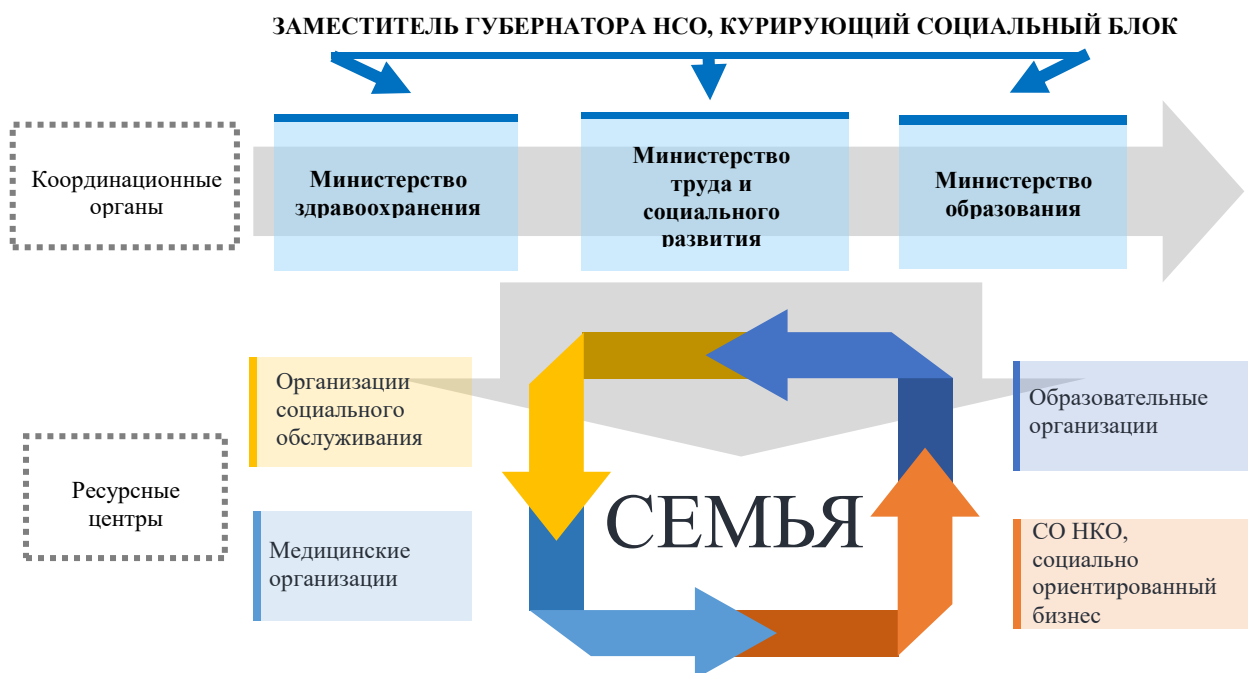 ЗАМЕСТИТЕЛЬ ГУБЕРНАТОРА НСО, КУРИРУЮЩИЙ СОЦИАЛЬНЫЙ БЛОК
Координационные
органы
Министерство
здравоохранения
Министерство
труда и
социального
развития
Министерство
образования
Ресурсные
центры
Организации
социального
обслуживания
Медицинские
организации
СЕМЬЯ
Образовательные
организации
СО НКО,
социально
ориентированный
бизнес